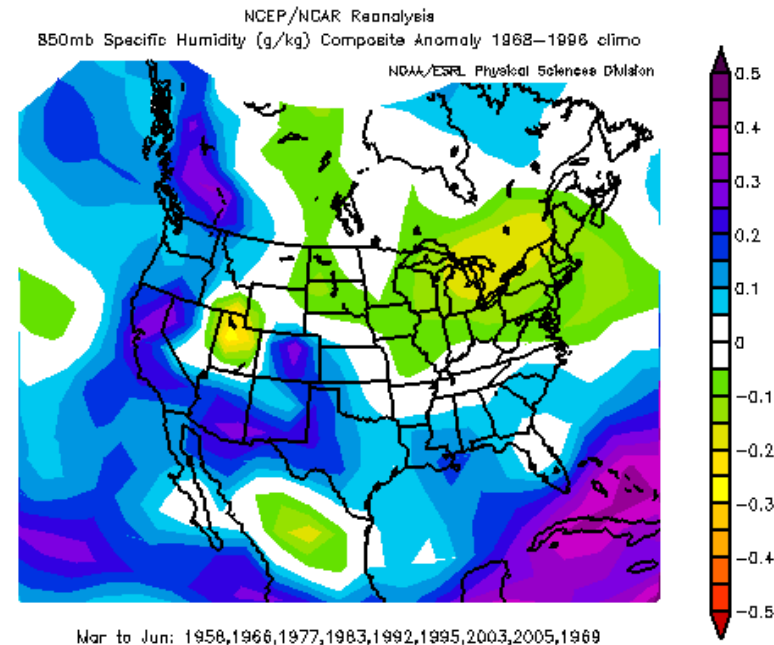 NCEP/NCAR Reanalysis
850mb Specific Humidity (g/kg) Composite Anomaly 1968-1996 climo
NOAA/ESRL Physical Sciences Division
0.5
0.4
0.3
0.2
0.1
0
-0.1
-0.2
-0.3
-0.4
-0.5
Mar to Jun: 1958,1966,1977,1983,1992,1995,2003,2005,1969